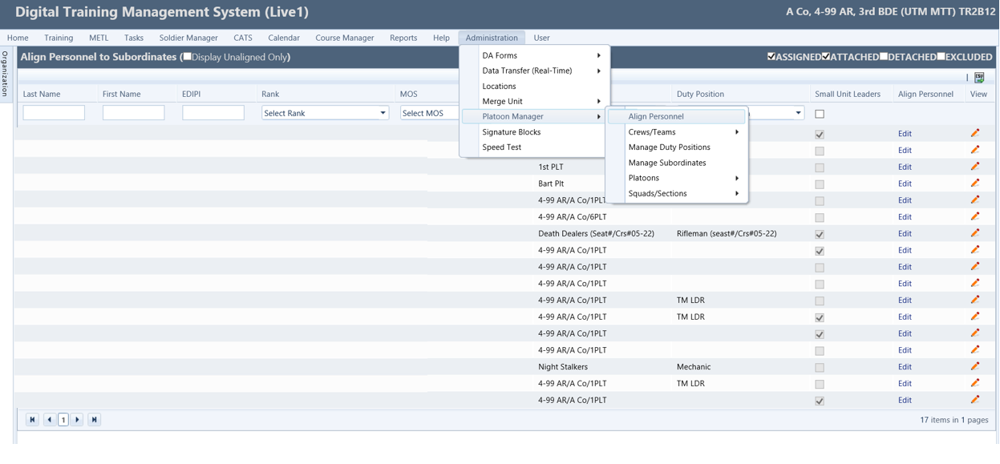 Digital Training Management System (Live1)
A Co, 4-99 AR, 3rd BDE (UTM MTT) TR2B12
Home Training METL Tasks Soldier Manager CATS Calendar Course Manager Reports Help Administration User
Organization
Align Personnel to Subordinates (Display Unaligned Only)
ASSIGNED ATTACHED DETACHED EXCLUDED
DA Forms
Data Transfer (Real-Time)
Locations
Merge Unit
Platoon Manager
Signature Blocks
Speed Test
Align Personnel
Crews/Teams
Manage Duty Positions
Manage Subordinates
Platoons
Squads/Sections
Last Name First Name EDIPI Rank MOS Duty Position Small Unit Leaders Align Personnel View
Select Rank Select MOS
Edit
Edit
1st PLT Edit
Bart Plt Edit
4-99 AR/A Co/1PLT Edit
4-99 AR/A Co/6PLT Edit
Death Dealers (Seat#/Crs#05-22) Rifleman (seast#/Crs#05-22) Edit
4-99 AR/A Co/1PLT Edit
4-99 AR/A Co/1PLT Edit
4-99 AR/A Co/1PLT Edit
4-99 AR/A Co/1PLT TM LDR Edit
4-99 AR/A Co/1PLT TM LDR Edit
4-99 AR/A Co/1PLT Edit
4-99 AR/A Co/1PLT Edit
Night Stalkers Mechanic Edit
4-99 AR/A Co/1PLT TM LDR Edit
4-99 AR/A Co/1PLT Edit
1
17 items in 1 pages